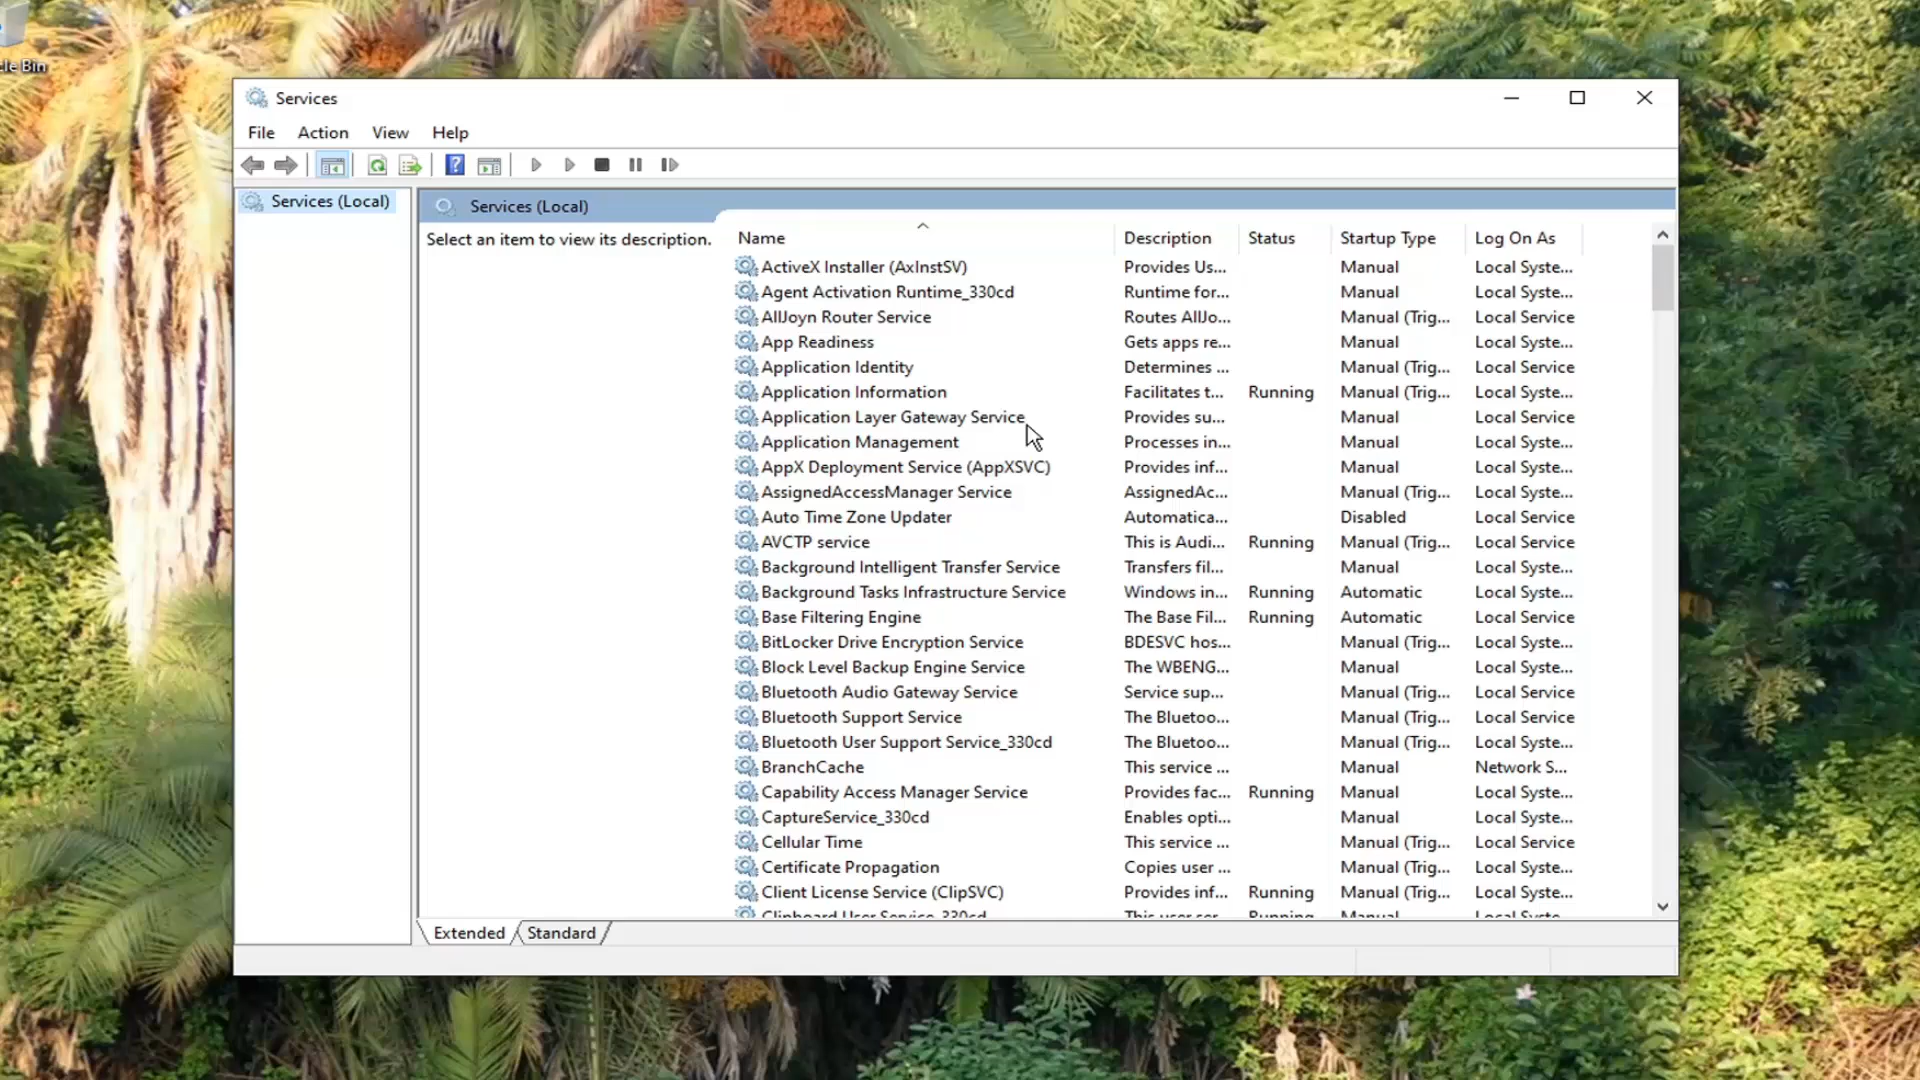 cle Bin
Services
File Action View Help
Services (Local)
Services (Local)
Select an item to view its description.
Name Description Status Startup Type Log On As
ActiveX Installer (AxInstSV) Provides Us... Manual Local Syste...
Agent Activation Runtime_330cd Runtime for... Manual Local Syste...
AllJoyn Router Service Routes AllJo... Manual (Trig... Local Service
App Readiness Gets apps re... Manual Local Syste...
Application Identity Determines ... Manual (Trig... Local Service
Application Information Facilitates t... Running Manual (Trig... Local Syste...
Application Layer Gateway Service Provides su... Manual Local Service
Application Management Processes in... Manual Local Syste...
AppX Deployment Service (AppXSVC) Provides inf... Manual Local Syste...
AssignedAccessManager Service AssignedAc... Manual (Trig... Local Syste...
Auto Time Zone Updater Automatica... Disabled Local Service
AVCTP service This is Audi... Running Manual (Trig... Local Service
Background Intelligent Transfer Service Transfers fil... Manual Local Syste...
Background Tasks Infrastructure Service Windows in... Running Automatic Local Syste...
Base Filtering Engine The Base Fil... Running Automatic Local Service
BitLocker Drive Encryption Service BDESVC hos... Manual (Trig... Local Syste...
Block Level Backup Engine Service The WBENG... Manual Local Syste...
Bluetooth Audio Gateway Service Service sup... Manual (Trig... Local Service
Bluetooth Support Service The Bluetoo... Manual (Trig... Local Service
Bluetooth User Support Service_330cd The Bluetoo... Manual (Trig... Local Syste...
BranchCache This service ... Manual Network S...
Capability Access Manager Service Provides fac... Running Manual Local Syste...
CaptureService_330cd Enables opti... Manual Local Syste...
Cellular Time This service ... Manual (Trig... Local Service
Certificate Propagation Copies user ... Manual (Trig... Local Syste...
Client License Service (ClipSVC) Provides inf... Running Manual (Trig... Local Syste...
Clipboard User Service_330cd This user ser... Running Manual Local Syste...
Extended Standard